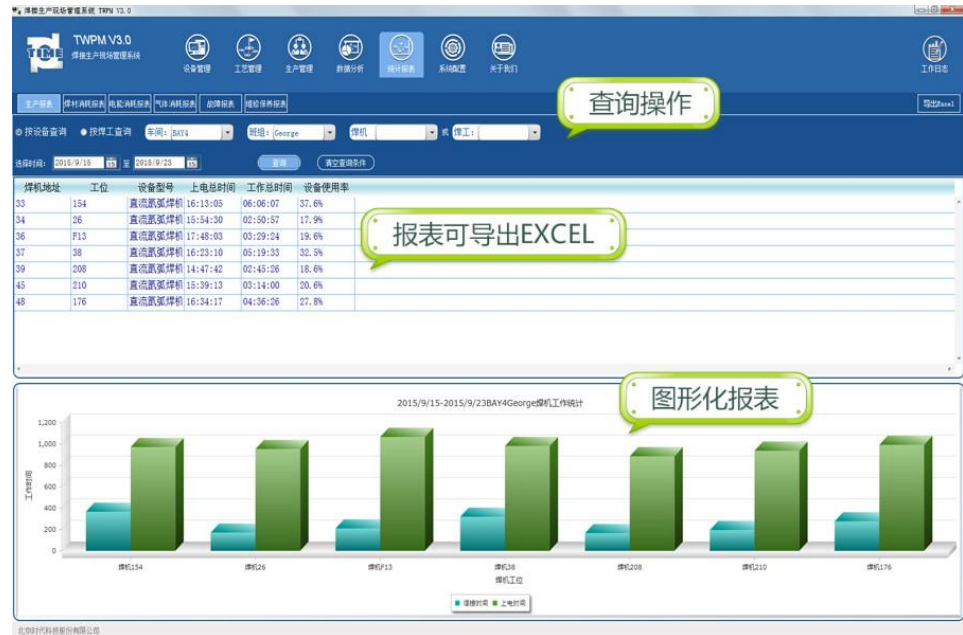 焊接生产现场管理系统 TWPM V3.0
TIME
TWPM V3.0
焊接生产现场管理系统
设备管理 工艺管理 生产管理 数据分析 统计报表 系统配置 关于我们 工作日志
查询操作
生产报表 焊材消耗报表 电能消耗报表 气体消耗报表 故障报表 维检保养报表 导出Excel
按设备查询 按焊工查询 车间: BAY4 班组: George 焊机 或 焊工:
选择时间: 2015/9/15 15 至 2015/9/23 15 查询 清空查询条件
焊机地址 工位 设备型号 上电总时间 工作总时间 设备使用率
33 154 直流氩弧焊机 16:13:05 06:06:07 37.6%
34 26 直流氩弧焊机 15:54:30 02:50:57 17.9%
36 F13 直流氩弧焊机 17:48:03 03:29:24 19.6%
37 38 直流氩弧焊机 16:23:10 05:19:33 32.5%
39 208 直流氩弧焊机 14:47:42 02:45:26 18.6%
45 210 直流氩弧焊机 15:39:13 03:14:00 20.6%
48 176 直流氩弧焊机 16:34:17 04:36:26 27.8%
报表可导出EXCEL
图形化报表
2015/9/15-2015/9/23BAY4George焊机工作统计
工作时间
1,200
1,000
800
600
400
200
0
焊机154 焊机26 焊机F13 焊机38 焊机208 焊机210 焊机176
焊机工位
焊接时间 上电时间
北京时代科技股份有限公司